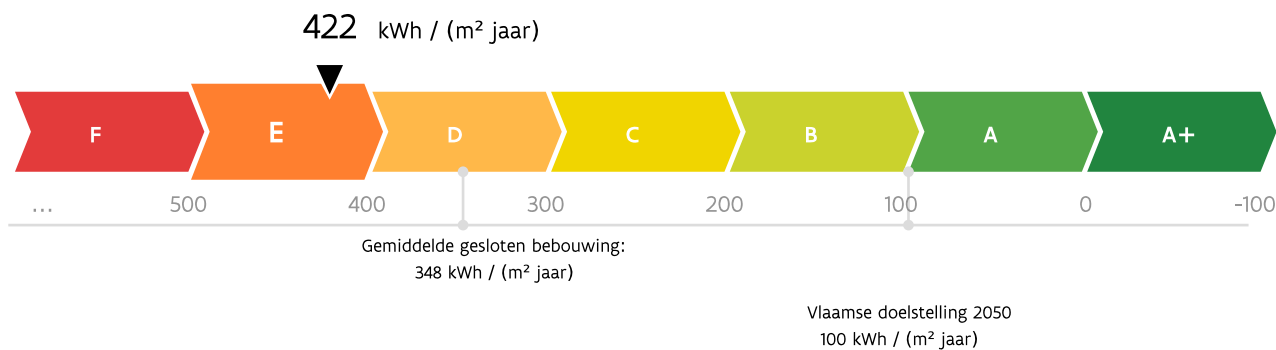 422 kWh / (m² jaar)
F E D C B A A+
... 500 400 300 200 100 0 -100
Gemiddelde gesloten bebouwing:
348 kWh / (m² jaar)
Vlaamse doelstelling 2050
100 kWh / (m² jaar)